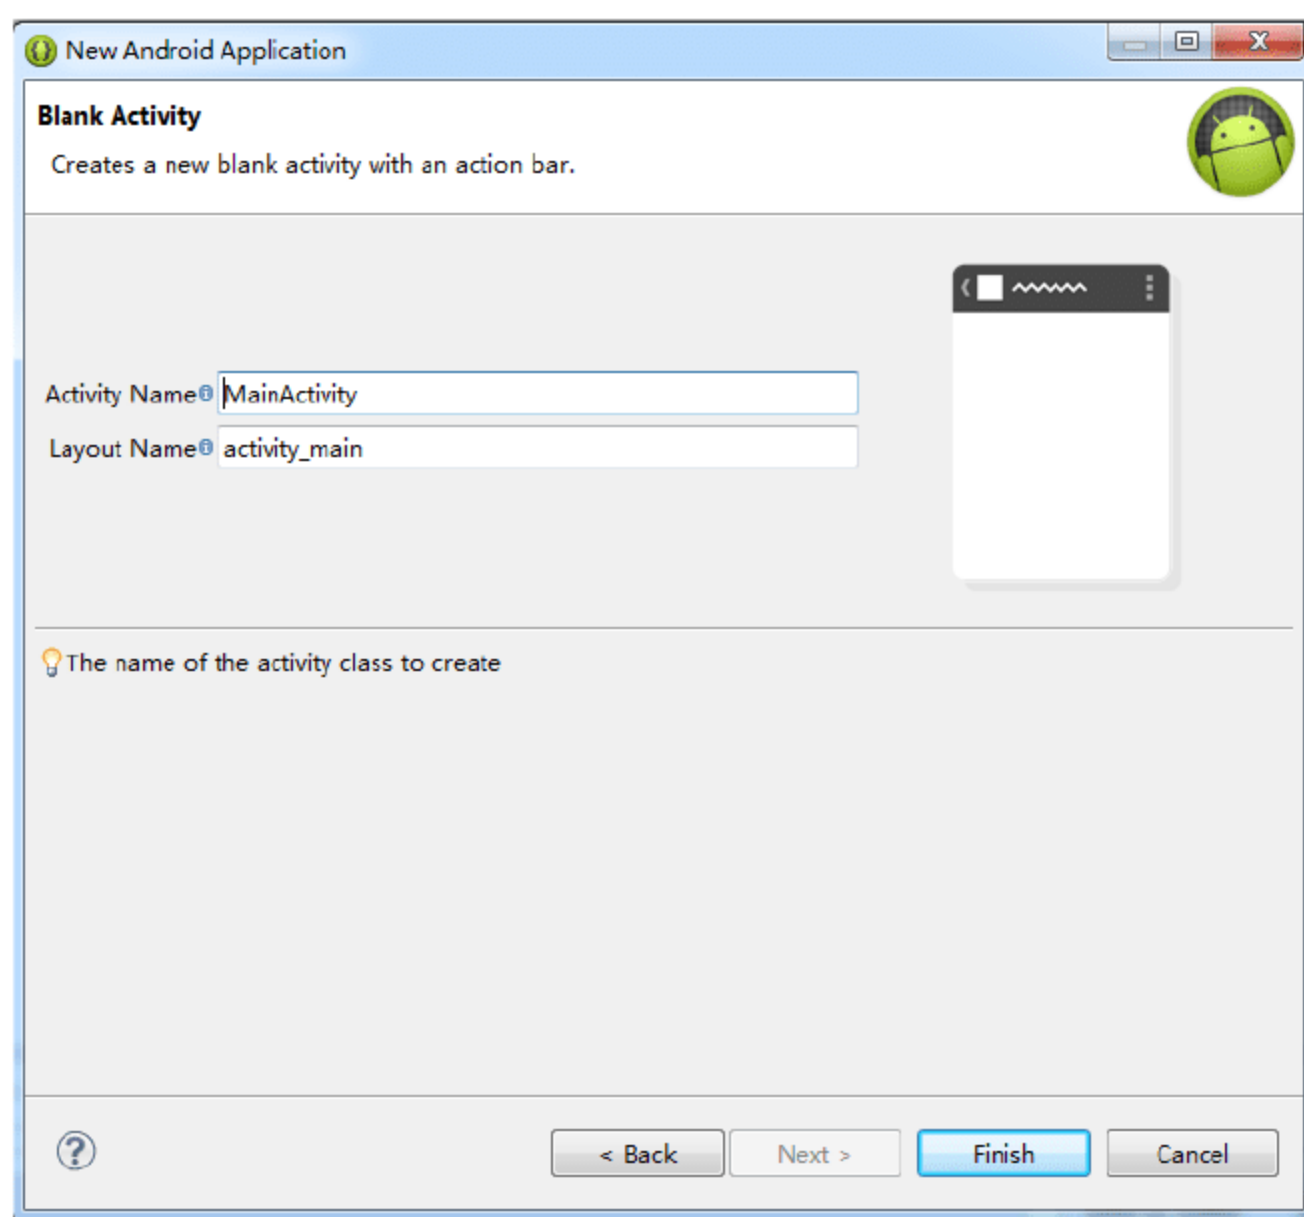 New Android Application
Blank Activity
Creates a new blank activity with an action bar.
Activity Name
MainActivity
Layout Name
activity_main
The name of the activity class to create
< Back
Next >
Finish
Cancel